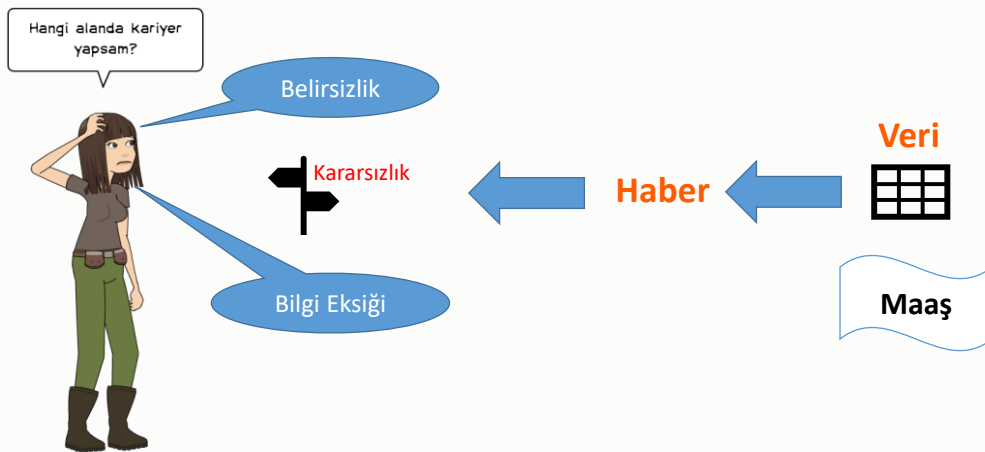 Hangi alanda kariyer
yapsam?
Belirsizlik
Veri
Kararsızlık
Haber
Bilgi Eksiği
Maaş